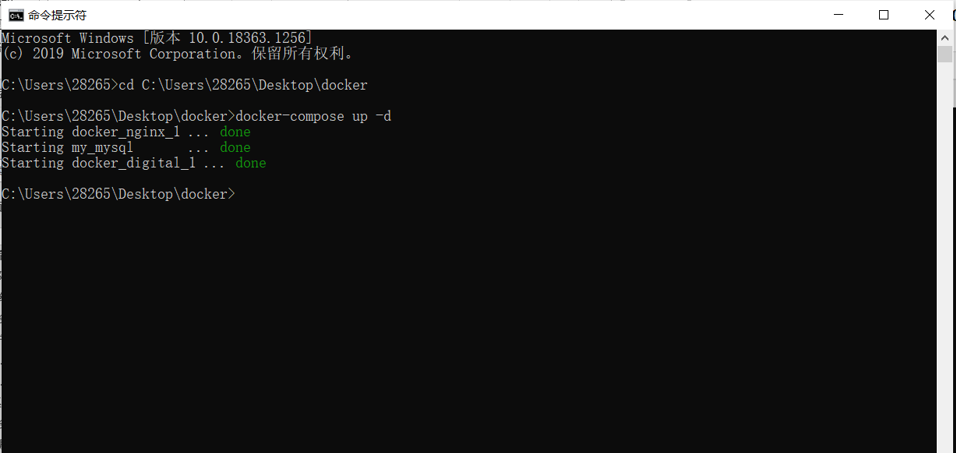 命令提示符
Microsoft Windows [版本 10.0.18363.1256]
(c) 2019 Microsoft Corporation。保留所有权利。
C:\Users\28265>cd C:\Users\28265\Desktop\docker
C:\Users\28265\Desktop\docker>docker-compose up -d
Starting docker_nginx_1 ... done
Starting my_mysql       ... done
Starting docker_digital_1 ... done
C:\Users\28265\Desktop\docker>